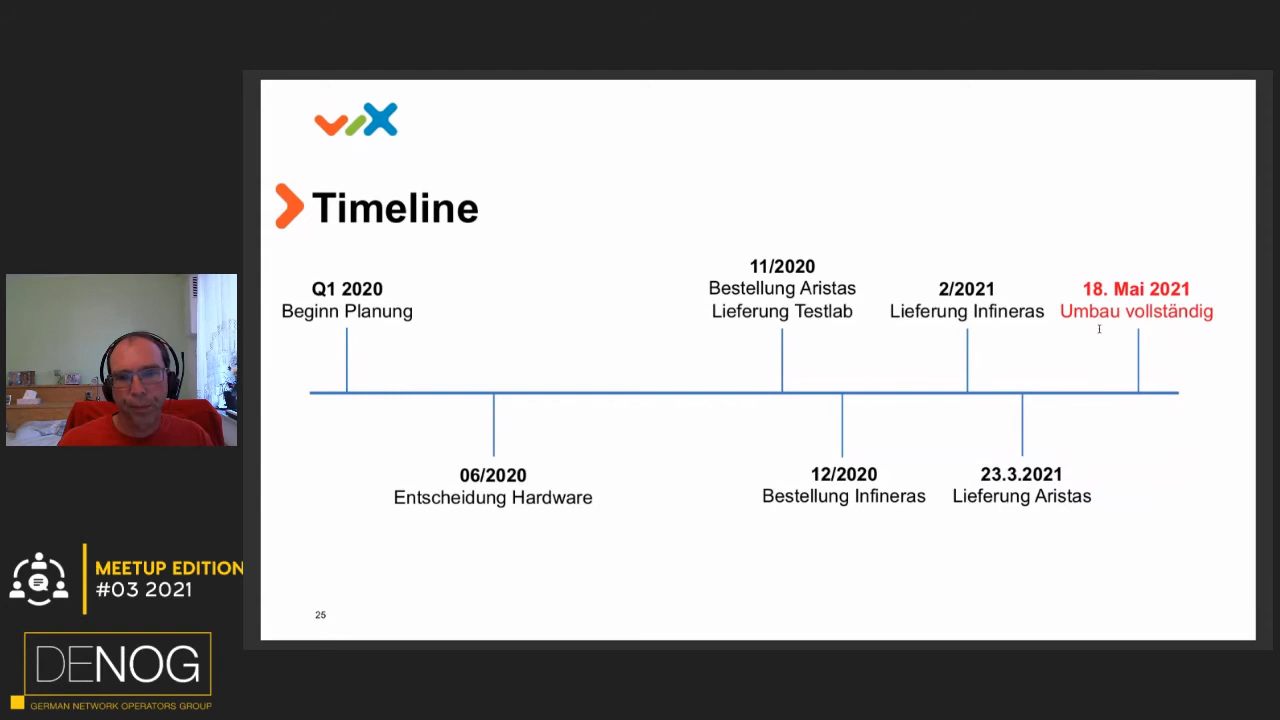 vix
Timeline
Q1 2020
Beginn Planung
06/2020
Entscheidung Hardware
11/2020
Bestellung Aristas
Lieferung Testlab
12/2020
Bestellung Infineras
2/2021
Lieferung Infineras
23.3.2021
Lieferung Aristas
18. Mai 2021
Umbau vollständig
25
MEETUP EDITION
#03 2021
DENOG
GERMAN NETWORK OPERATORS GROUP